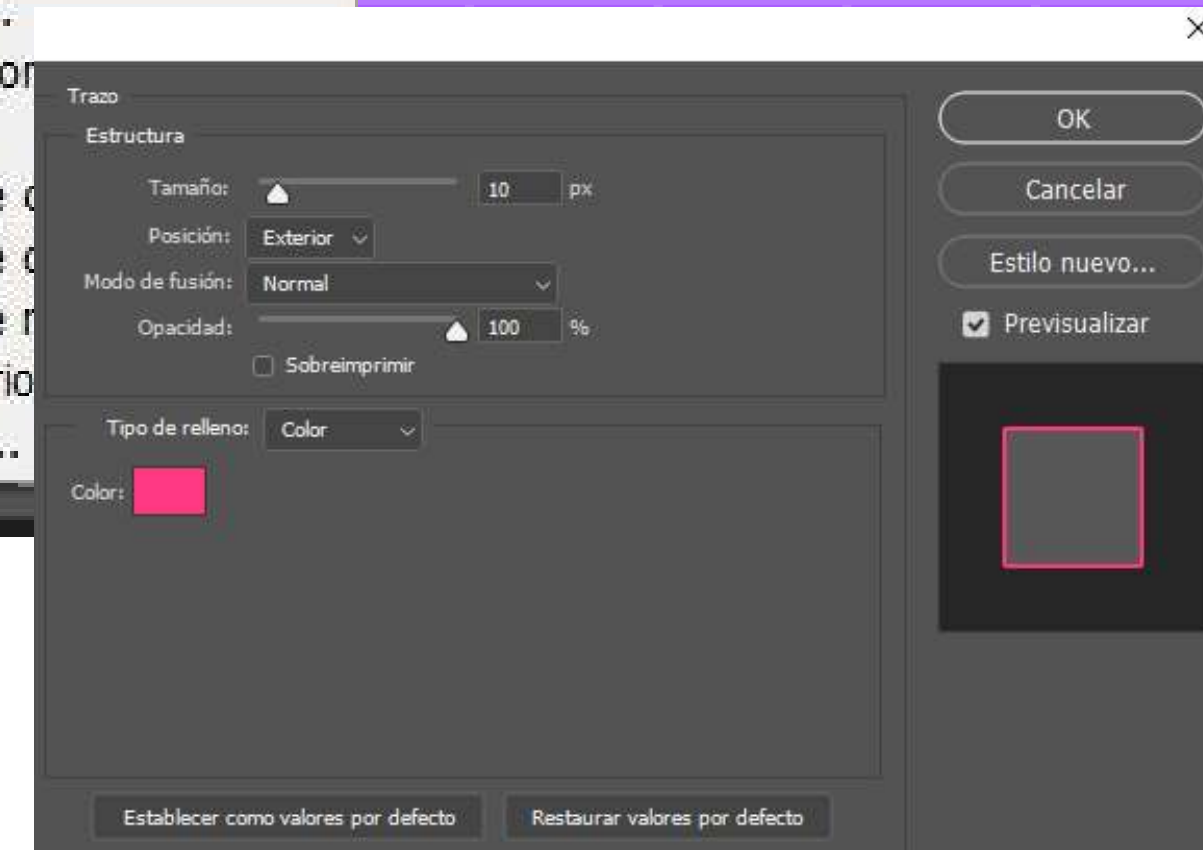 Trazo
Estructura
Tamaño: 10 px
Posición: Exterior
Modo de fusión: Normal
Opacidad: 100 %
Sobreimprimir
Tipo de relleno: Color
Color:
Establecer como valores por defecto
Restaurar valores por defecto
OK
Cancelar
Estilo nuevo...
Previsualizar